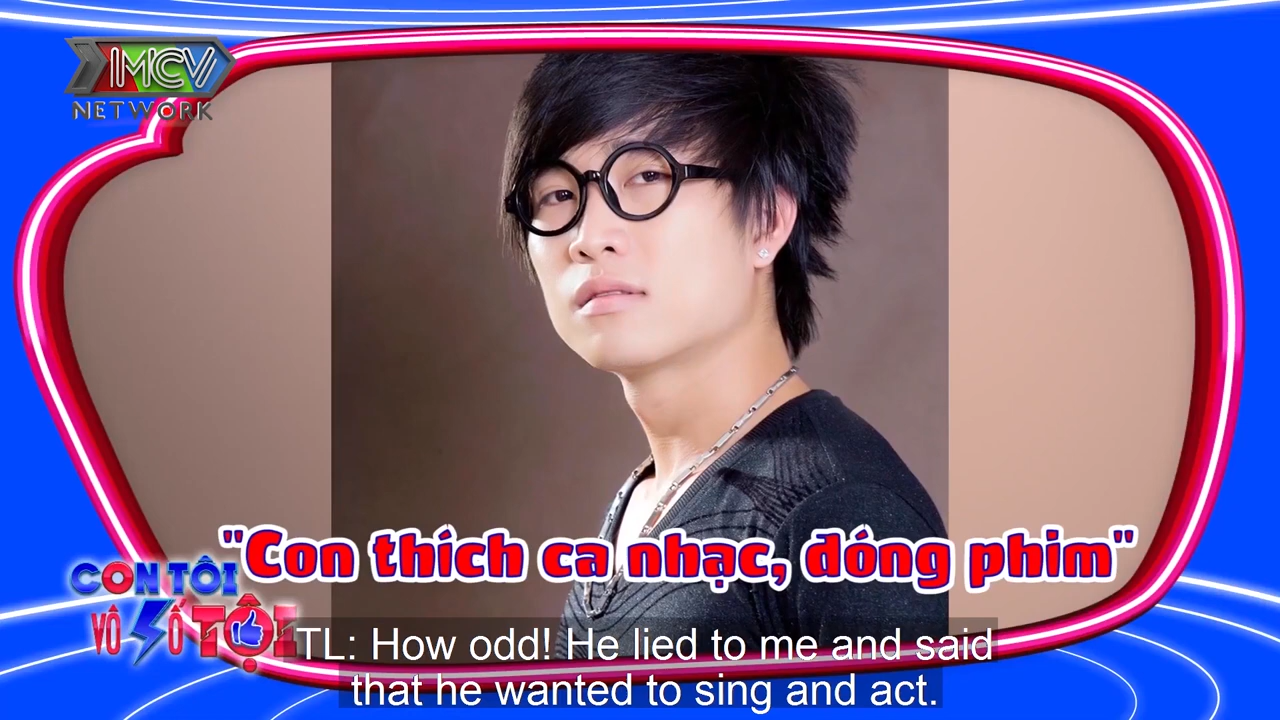 MCV
NETWORK
"Con thích ca nhạc, đóng phim"
CON TÔI
VÔ SỐ TỘI
TL: How odd! He lied to me and said
that he wanted to sing and act.